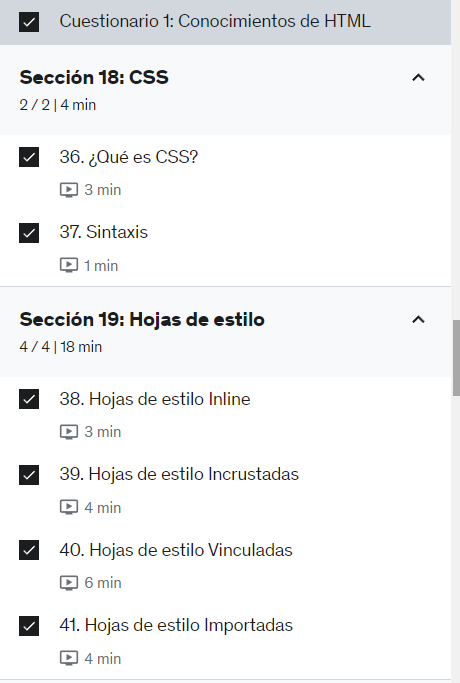 Cuestionario 1: Conocimientos de HTML
Sección 18: CSS
2 / 2 | 4 min
36. ¿Qué es CSS?
3 min
37. Sintaxis
1 min
Sección 19: Hojas de estilo
4 / 4 | 18 min
38. Hojas de estilo Inline
3 min
39. Hojas de estilo Incrustadas
4 min
40. Hojas de estilo Vinculadas
6 min
41. Hojas de estilo Importadas
4 min